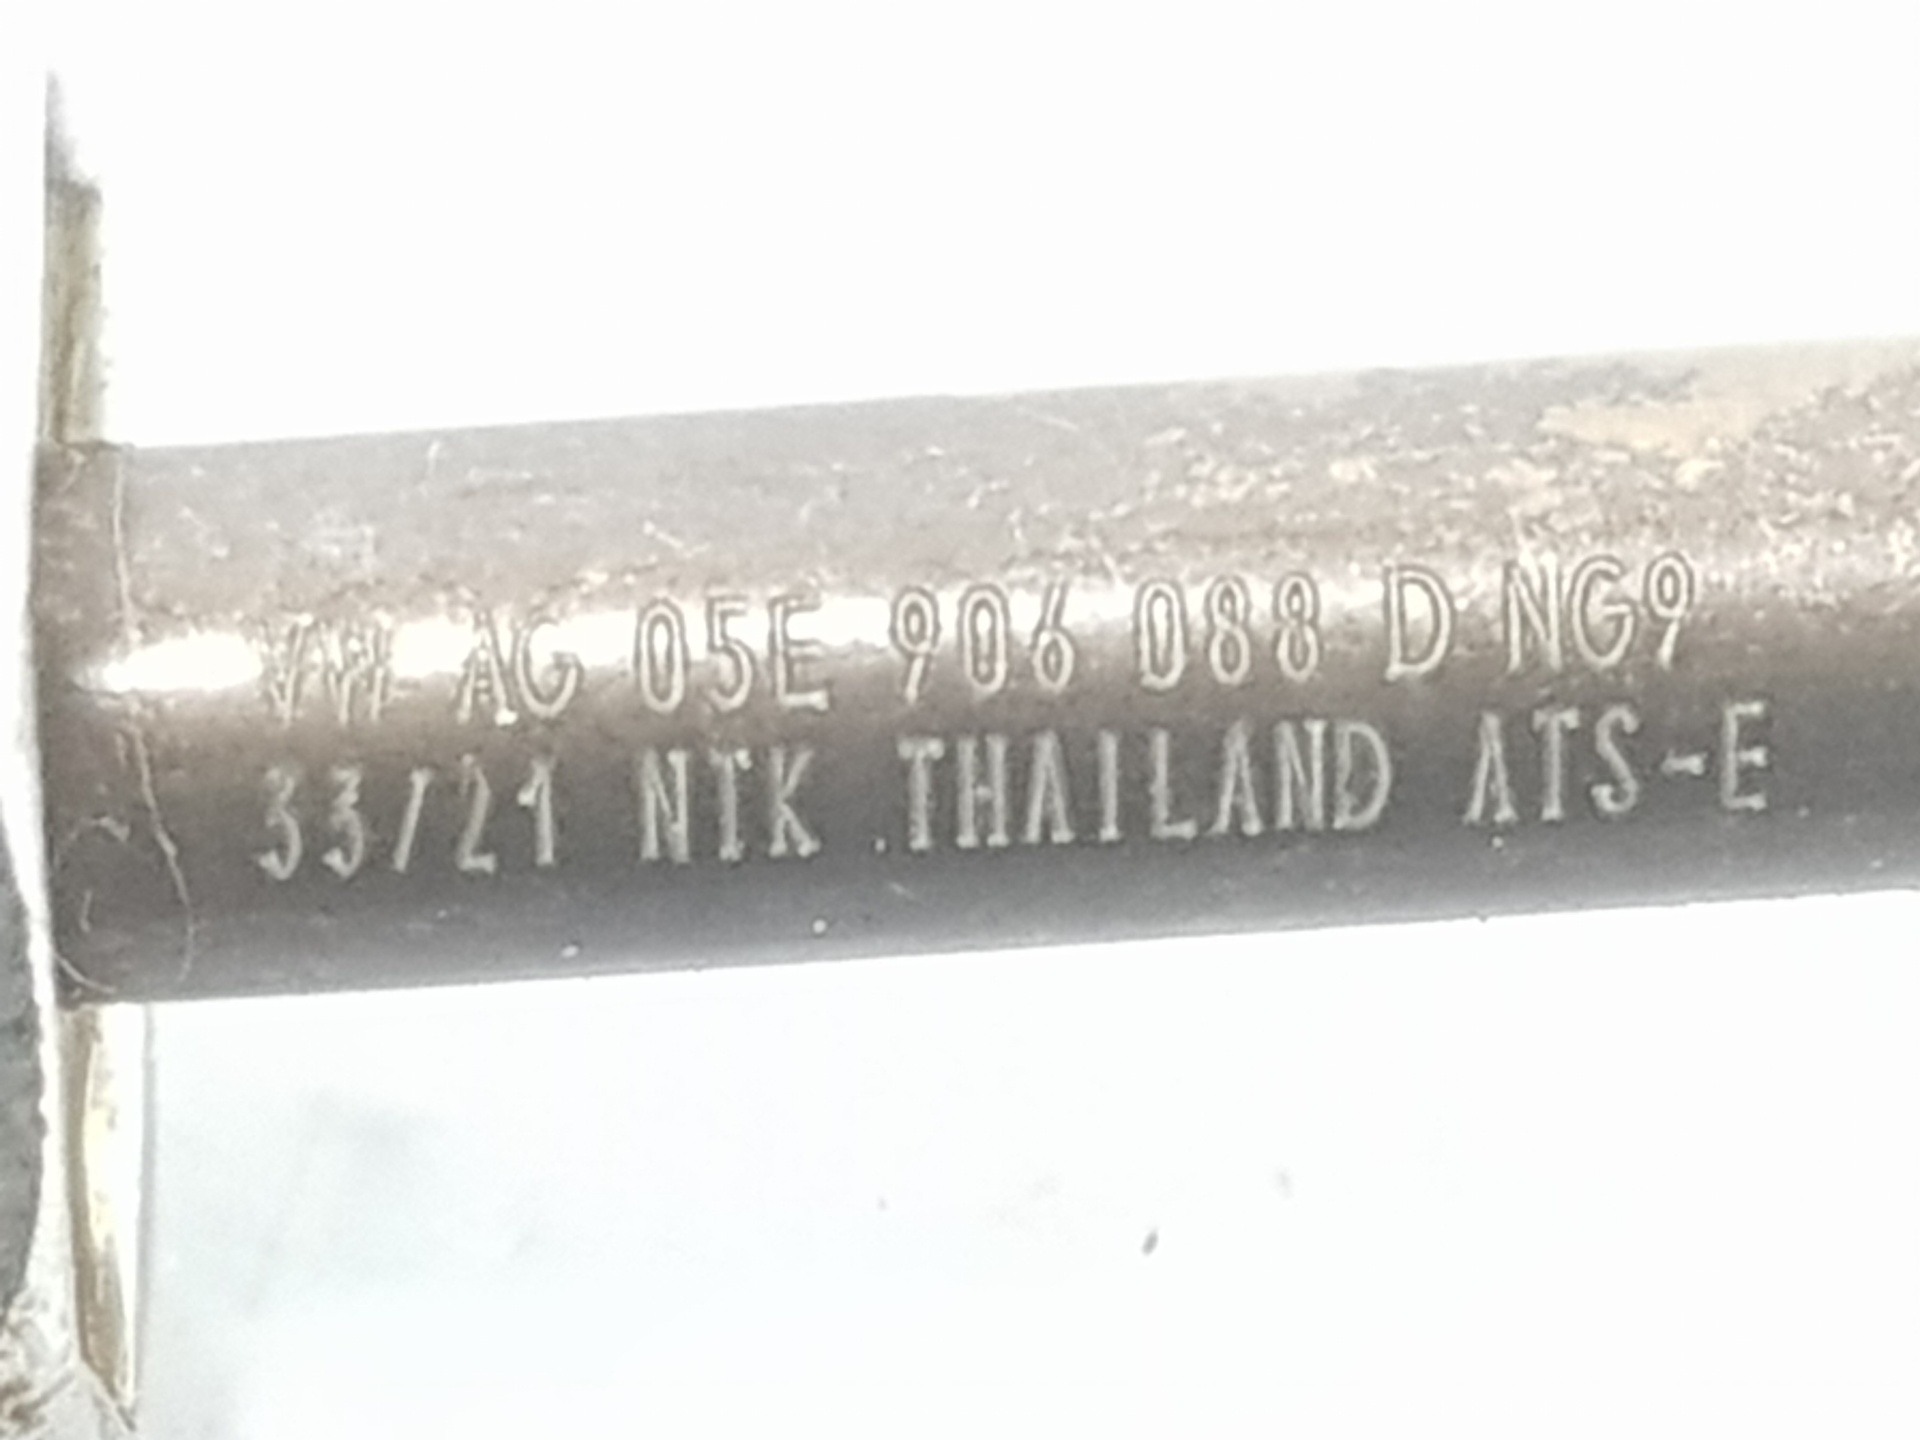 VW AG 05E 906 088 D NG9
33/21 NTK THAILAND ATS-E